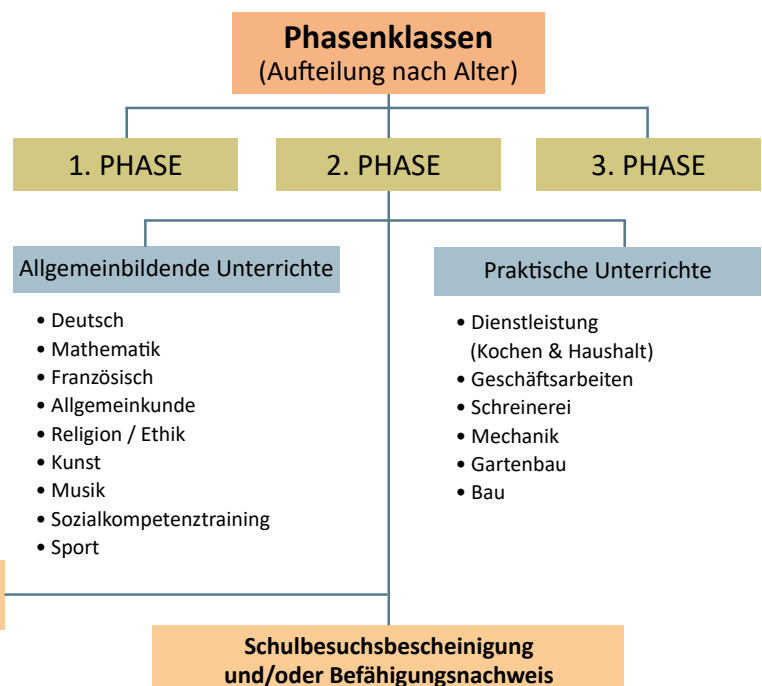 Phasenklassen
(Aufteilung nach Alter)
1. PHASE
2. PHASE
3. PHASE
Allgemeinbildende Unterrichte
• Deutsch
• Mathematik
• Französisch
• Allgemeinkunde
• Religion / Ethik
• Kunst
• Musik
• Sozialkompetenztraining
• Sport
Praktische Unterrichte
• Dienstleistung
(Kochen & Haushalt)
• Geschäftsarbeiten
• Schreinerei
• Mechanik
• Gartenbau
• Bau
Schulbesuchsbescheinigung
und/oder Befähigungsnachweis